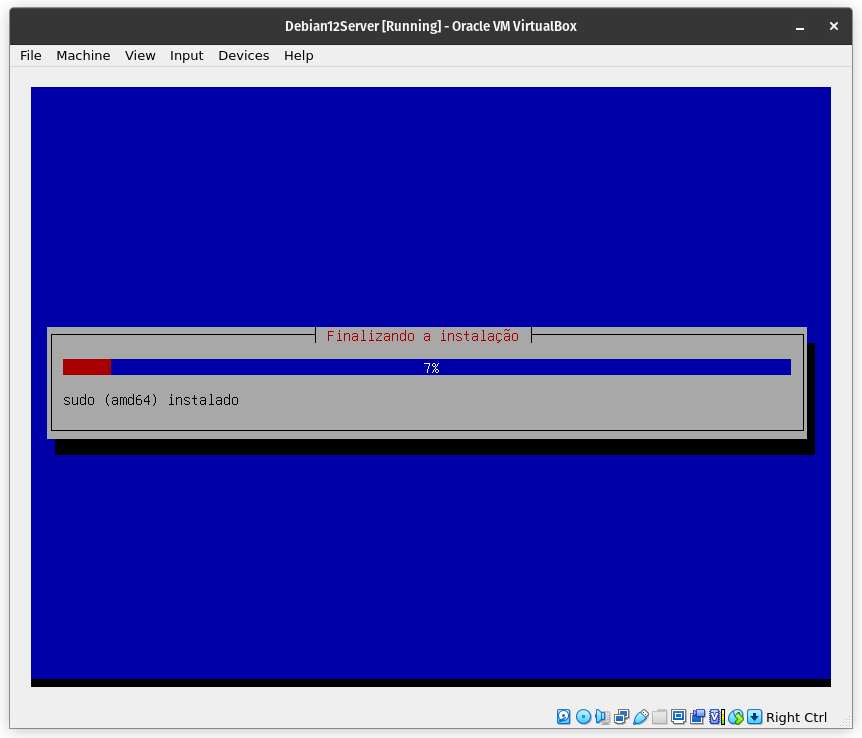 Debian12Server [Running] - Oracle VM VirtualBox
File Machine View Input Devices Help
Finalizando a instalação
7%
sudo (amd64) instalado
Right Ctrl